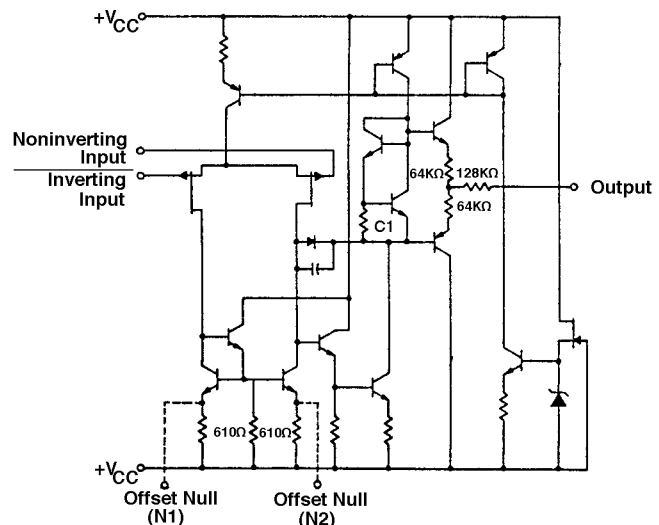 +VCC
Noninverting
Input
Inverting
Input
64KΩ
128KΩ
64KΩ
Output
C1
610Ω
610Ω
+VCC
Offset Null
(N1)
Offset Null
(N2)